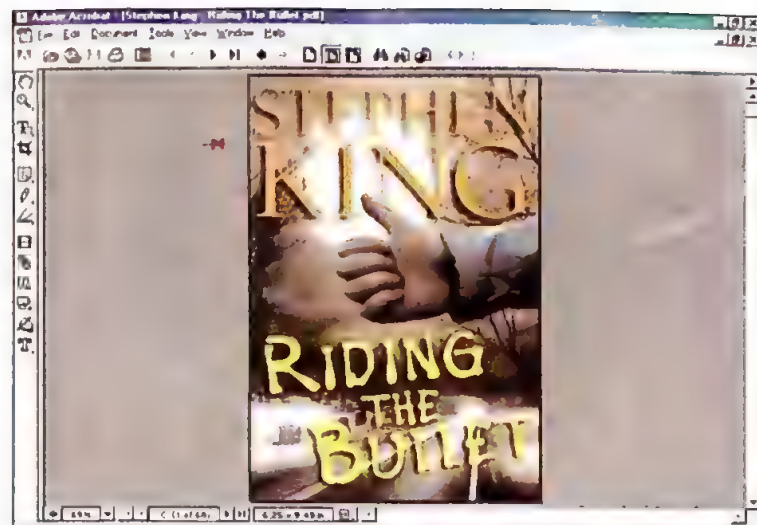 Adobe Acrobat - [Stephen King - Riding The Bullet.pdf]
File Edit Document Tools View Window Help
STEPHEN
KING
RIDING
THE
BULLET